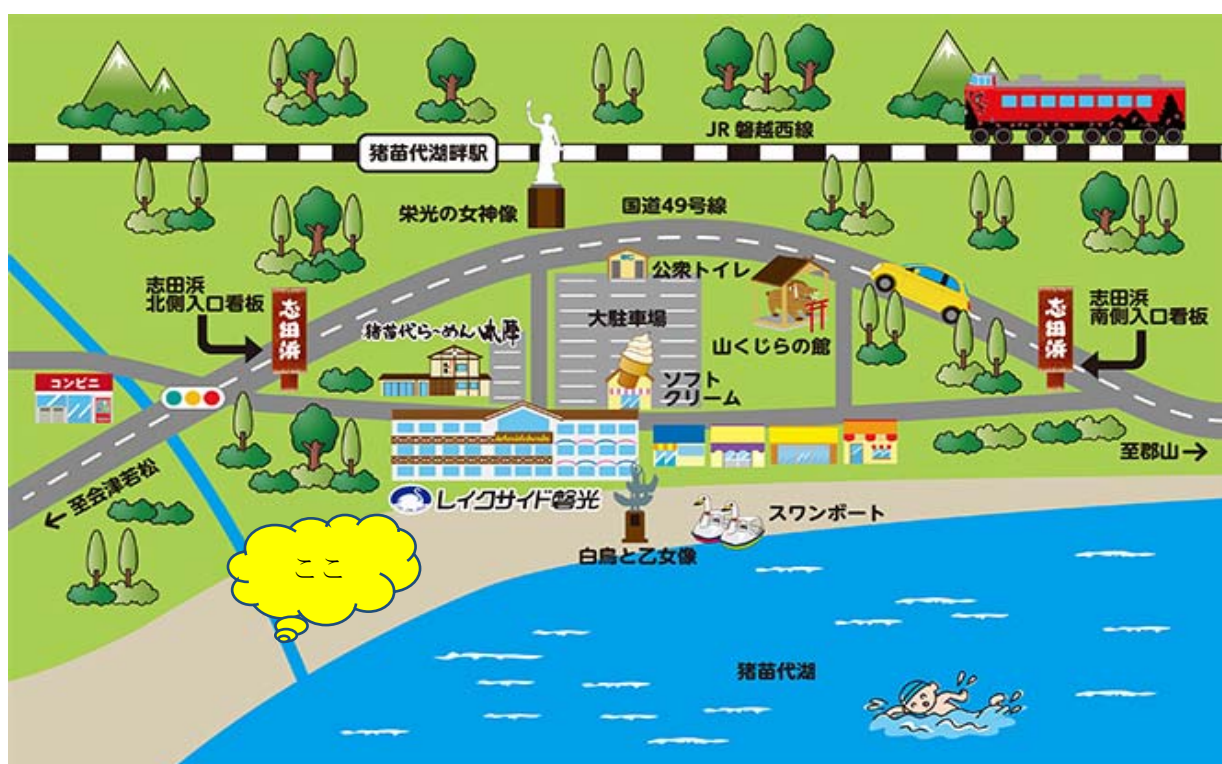 JR 磐越西線
猪苗代湖畔駅
栄光の女神像
国道49号線
公衆トイレ
志田浜
北側入口看板
志田浜
大駐車場
猪苗代らーめん 本陣
山くじらの館
志田浜
志田浜
南側入口看板
コンビニ
ソフト
クリーム
至郡山→
←至会津若松
レイクサイド磐光
スワンボート
白鳥と乙女像
ここ
猪苗代湖